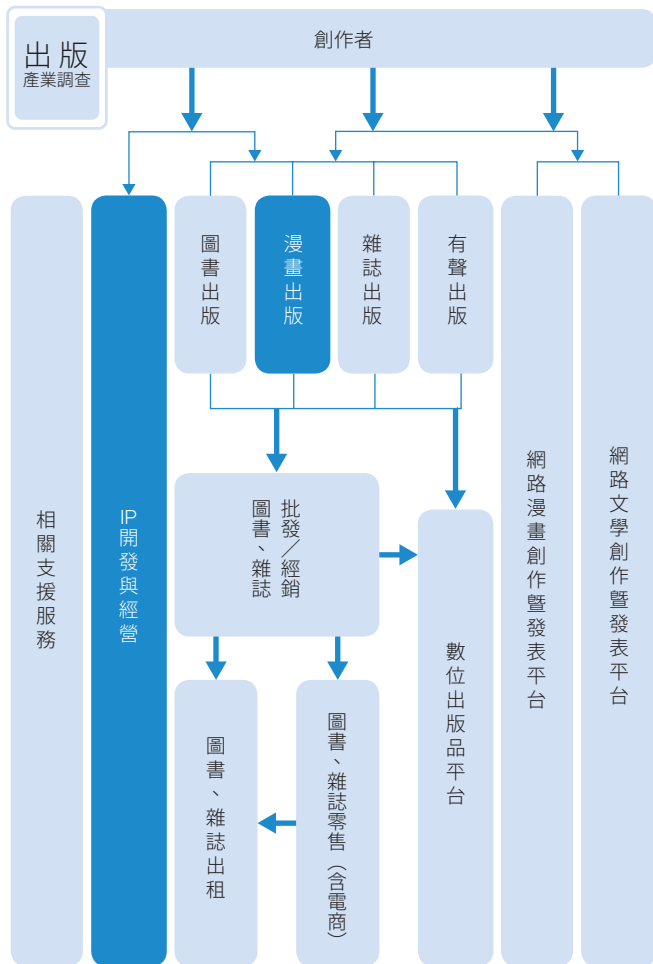 出版
產業調查
創作者
相關支援服務
IP開發與經營
圖書出版
漫畫出版
雜誌出版
有聲出版
網路漫畫創作暨發表平台
網路文學創作暨發表平台
批發／經銷
圖書、雜誌
數位出版品平台
圖書、雜誌出租
圖書、雜誌零售（含電商）